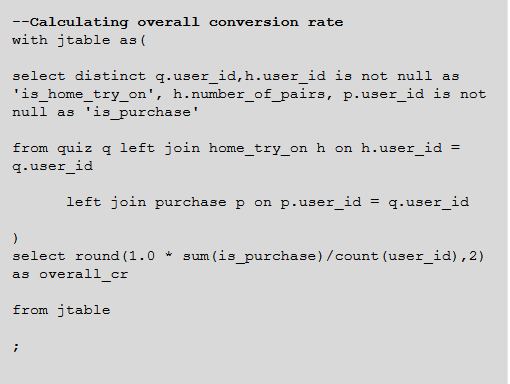 --Calculating overall conversion rate
with jtable as(
select distinct q.user_id,h.user_id is not null as
'is_home_try_on', h.number_of_pairs, p.user_id is not
null as 'is_purchase'
from quiz q left join home_try_on h on h.user_id =
q.user_id
left join purchase p on p.user_id = q.user_id
)
select round(1.0 * sum(is_purchase)/count(user_id),2)
as overall_cr
from jtable
;